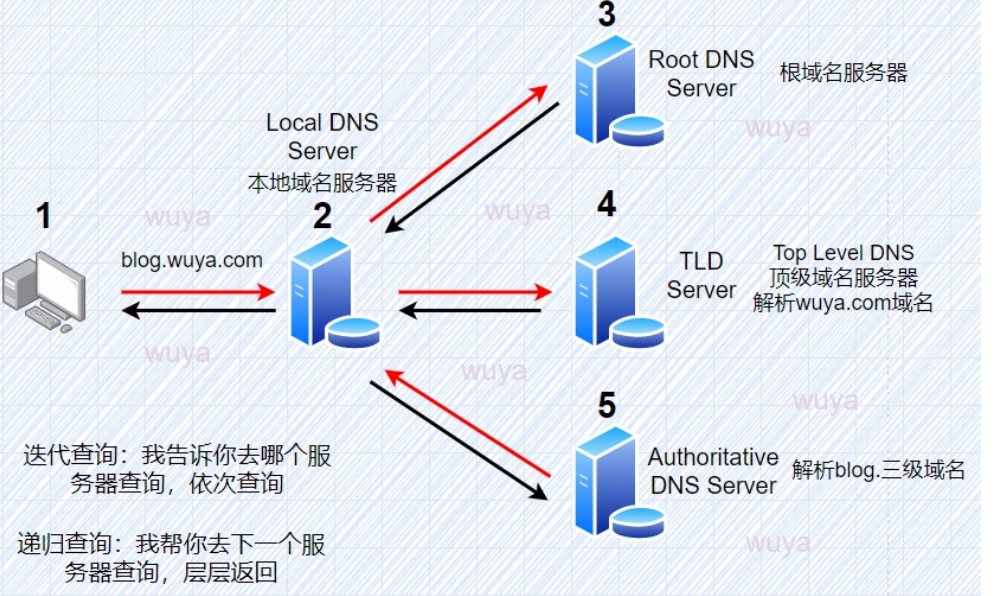 3
Root DNS
Server
根域名服务器
wuya
Local DNS
Server
本地域名服务器
1
wuya
2
wuya
4
blog.wuya.com
TLD
Server
Top Level DNS
顶级域名服务器
解析wuya.com域名
wuya
wuya
wuya
5
迭代查询：我告诉你去哪个服
务器查询，依次查询
Authoritative
DNS Server
解析blog.三级域名
递归查询：我帮你去下一个服
务器查询，层层返回
wuya